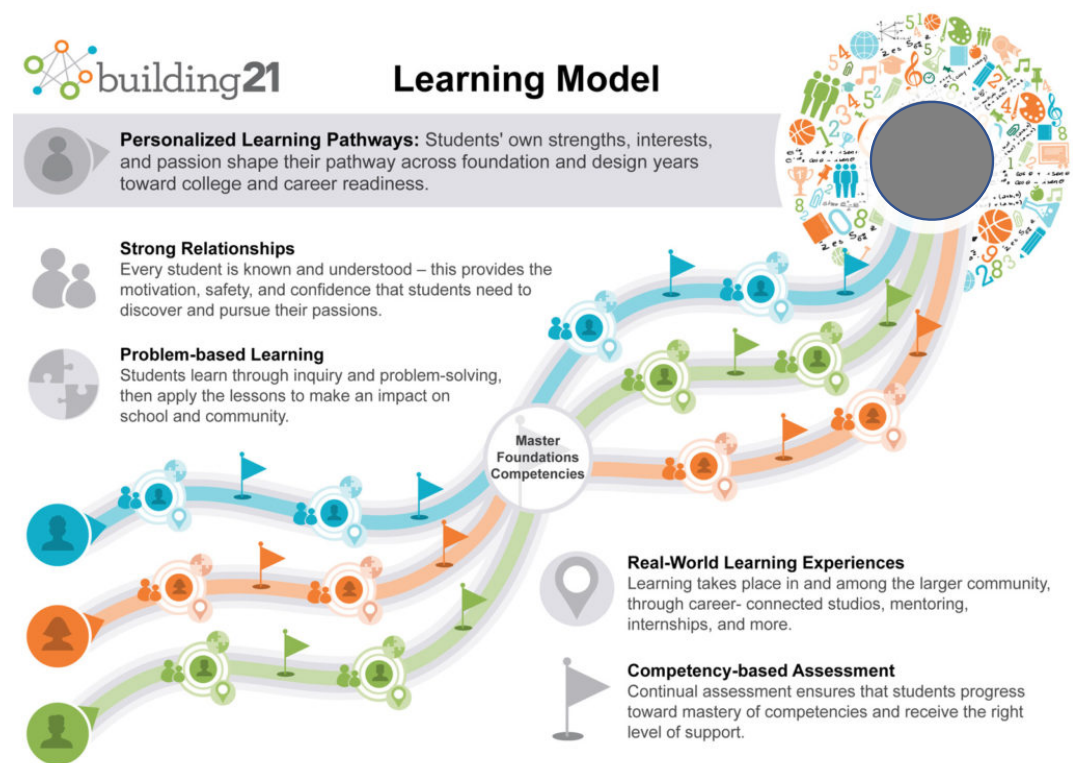 building21
Learning Model
Personalized Learning Pathways: Students' own strengths, interests,
and passion shape their pathway across foundation and design years
toward college and career readiness.
Strong Relationships
Every student is known and understood – this provides the
motivation, safety, and confidence that students need to
discover and pursue their passions.
Problem-based Learning
Students learn through inquiry and problem-solving,
then apply the lessons to make an impact on
school and community.
Master
Foundations
Competencies
Real-World Learning Experiences
Learning takes place in and among the larger community,
through career- connected studios, mentoring,
internships, and more.
Competency-based Assessment
Continual assessment ensures that students progress
toward mastery of competencies and receive the right
level of support.